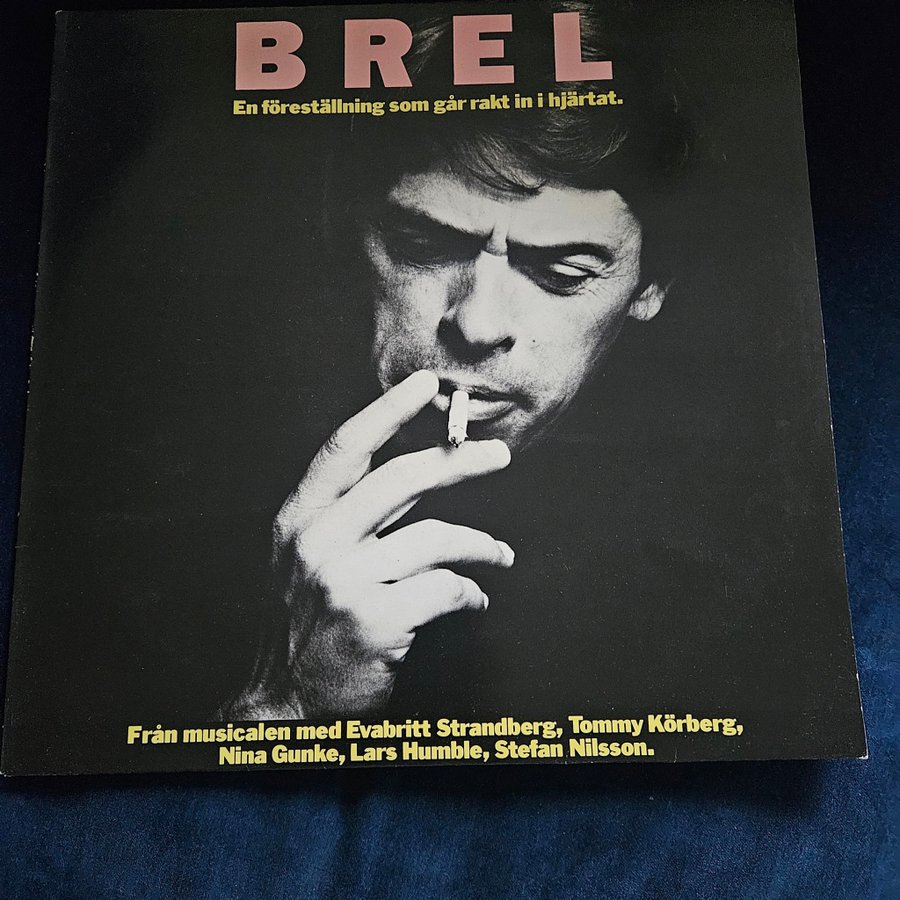 BREL
En föreställning som går rakt in i hjärtat.
Från musicalen med Evabritt Strandberg, Tommy Körberg,
Nina Gunke, Lars Humble, Stefan Nilsson.